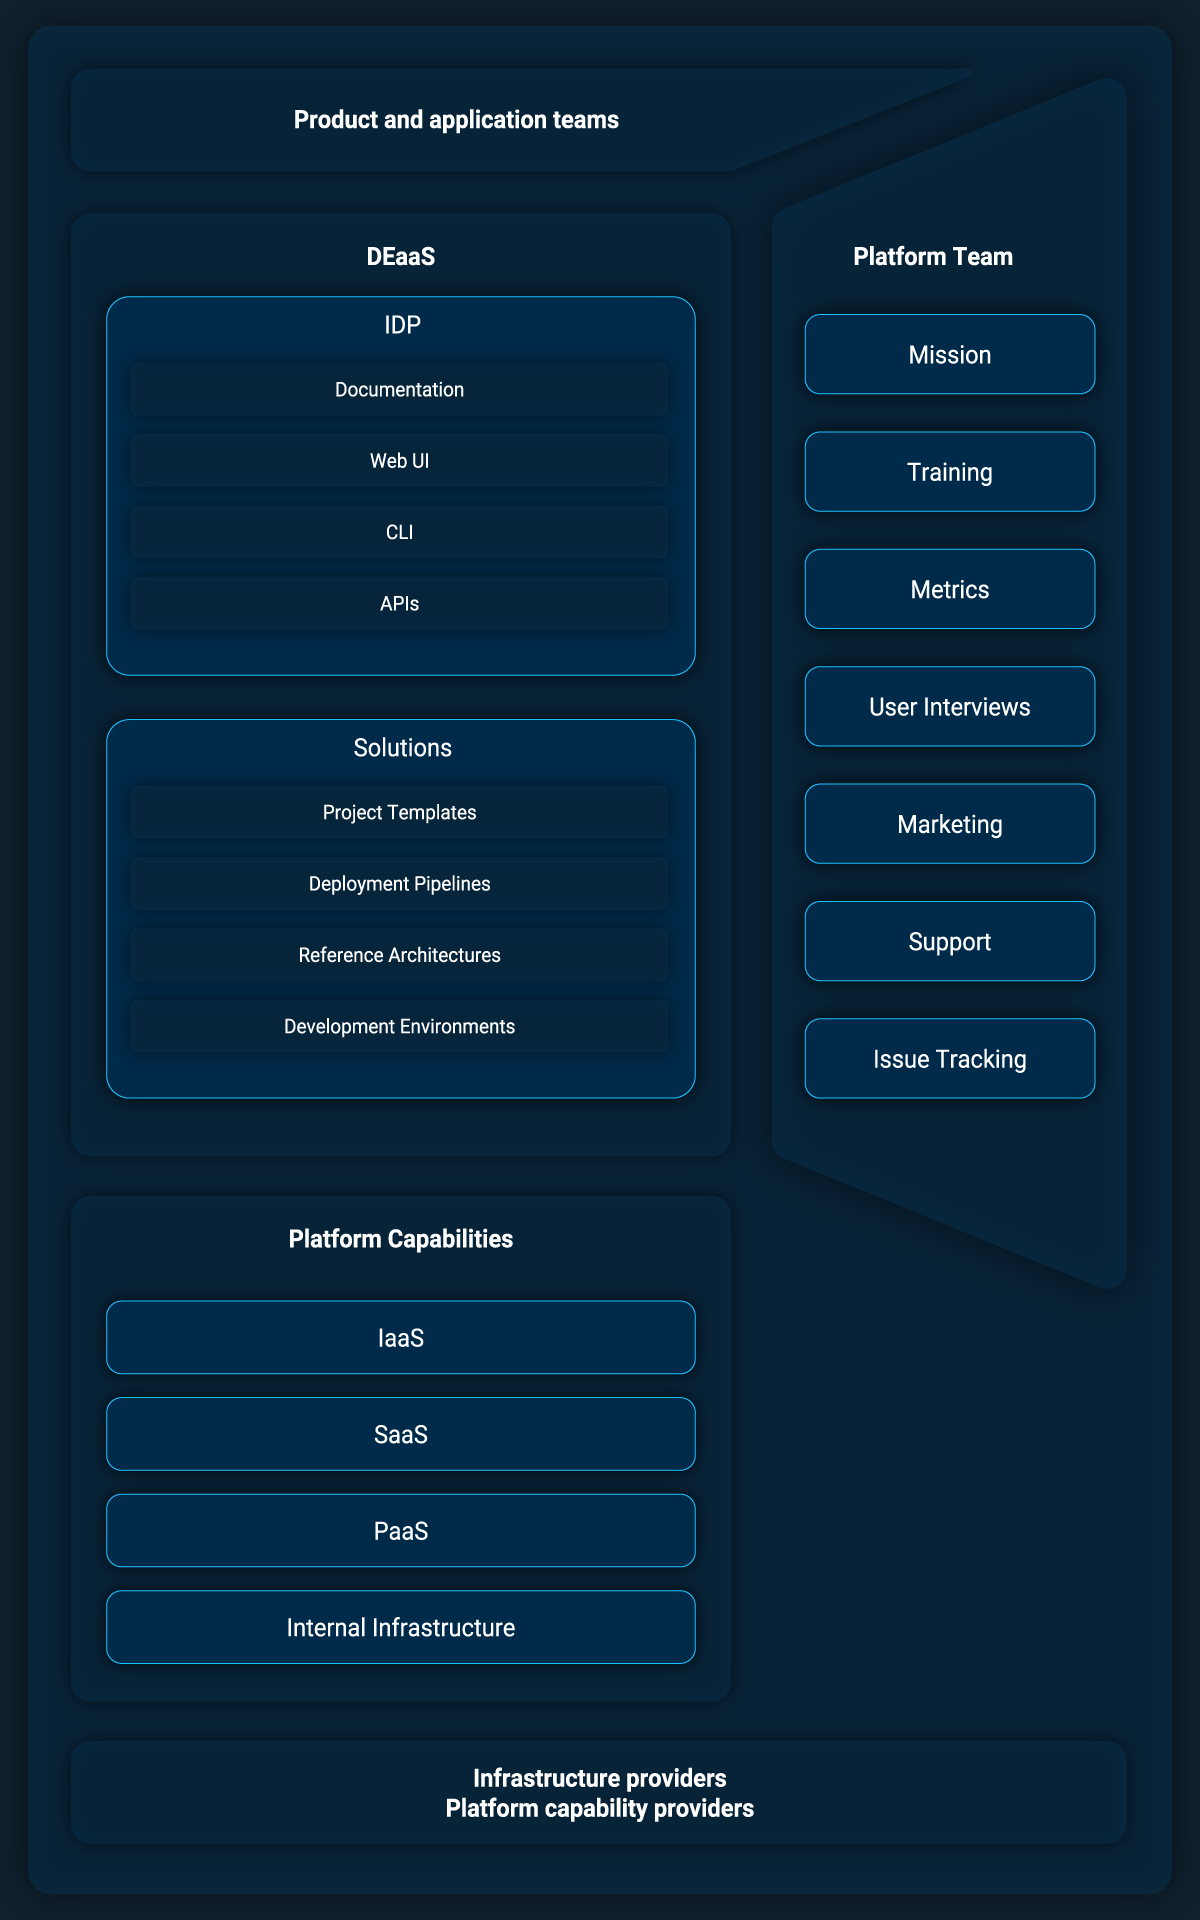 Product and application teams
DEaaS
IDP
Documentation
Web UI
CLI
APIs
Solutions
Project Templates
Deployment Pipelines
Reference Architectures
Development Environments
Platform Team
Mission
Training
Metrics
User Interviews
Marketing
Support
Issue Tracking
Platform Capabilities
IaaS
SaaS
PaaS
Internal Infrastructure
Infrastructure providers
Platform capability providers